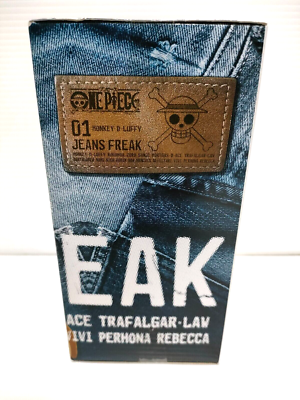 ONE PIECE
01 MONKEY·D·LUFFY
JEANS FREAK
EAK
ACE TRAFALGAR·LAW
VIVI PERHONA REBECCA